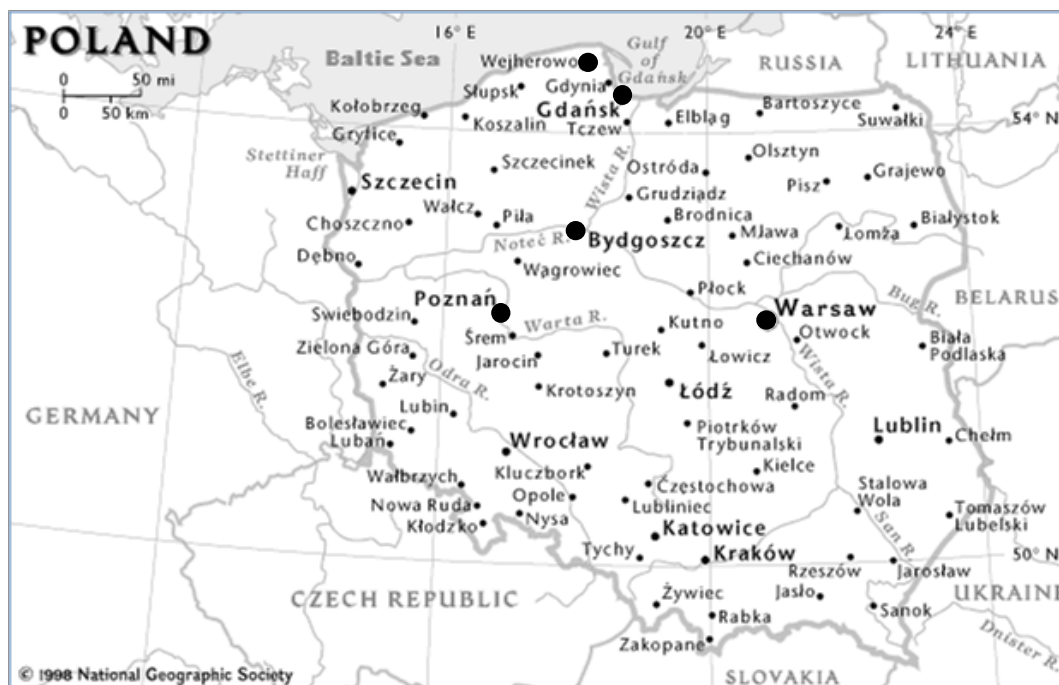 POLAND
0 50 mi
0 50 km
Baltic Sea
16° E
20° E
24° E
Gulf
of
Gdańsk
RUSSIA
LITHUANIA
Wejherowo
Słupsk
Gdynia
Gdańsk
Kołobrzeg
Koszalin
Tczew
Elbląg
Bartoszyce
Suwałki
54° N
Gryfice
Stettiner
Haff
Szczecinek
Wista R.
Ostróda
Olsztyn
Pisz
Grajewo
Szczecin
Grudziądz
Wałcz
Piła
Brodnica
Białystok
Choszczno
Noteć R.
Bydgoszcz
Mława
Łomża
Dębno
Wągrowiec
Ciechanów
Płock
Poznań
Warsaw
Bug R.
BELARUS
Świebodzin
Śrem
Warta R.
Kutno
Otwock
Zielona Góra
Jarocin
Turek
Łowicz
Biała
Podlaska
Elbe R.
Żary
Odra R.
Krotoszyn
Łódź
Wista R.
Radom
GERMANY
Lubin
Bolesławiec
Lubań
Piotrków
Trybunalski
Lublin
Chełm
Wrocław
Kluczbork
Kielce
Wałbrzych
Częstochowa
Stalowa
Wola
Opole
Lubliniec
Nowa Ruda
Nysa
Kłodzko
Tomaszów
Lubelski
Katowice
San R.
Tychy
Kraków
50° N
Rzeszów
Jarosław
CZECH REPUBLIC
Żywiec
Jasło
UKRAINE
Rabka
Sanok
Zakopane
Dnister R.
SLOVAKIA
© 1998 National Geographic Society